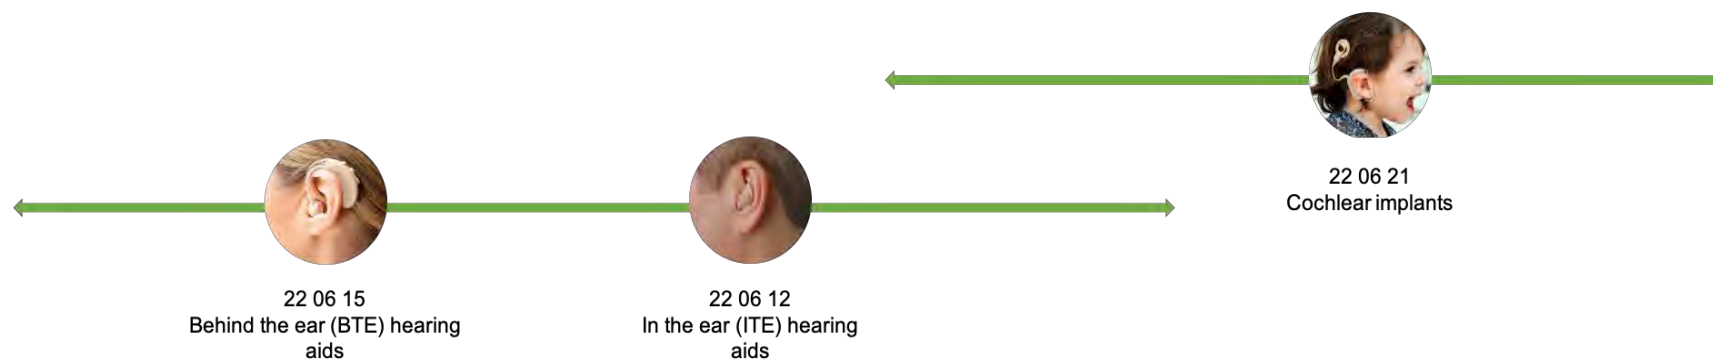 22 06 21
Cochlear implants
22 06 15
Behind the ear (BTE) hearing
aids
22 06 12
In the ear (ITE) hearing
aids